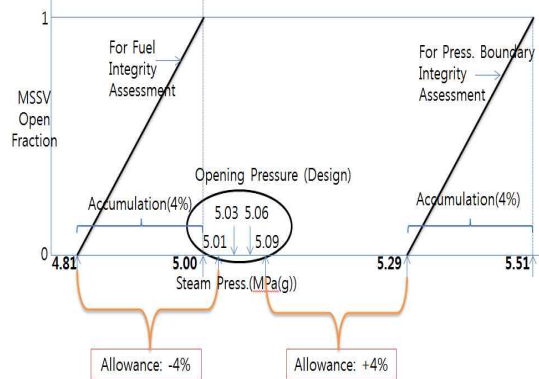 1
For Fuel
Integrity
Assessment
For Press. Boundary
Integrity
Assessment
MSSV
Open
Fraction
Opening Pressure (Design)
Accumulation(4%)
Accumulation(4%)
5.03 5.06
5.01 5.09
0
4.81
5.00
5.29
5.51
Steam Press.(MPa(g))
Allowance: -4%
Allowance: +4%